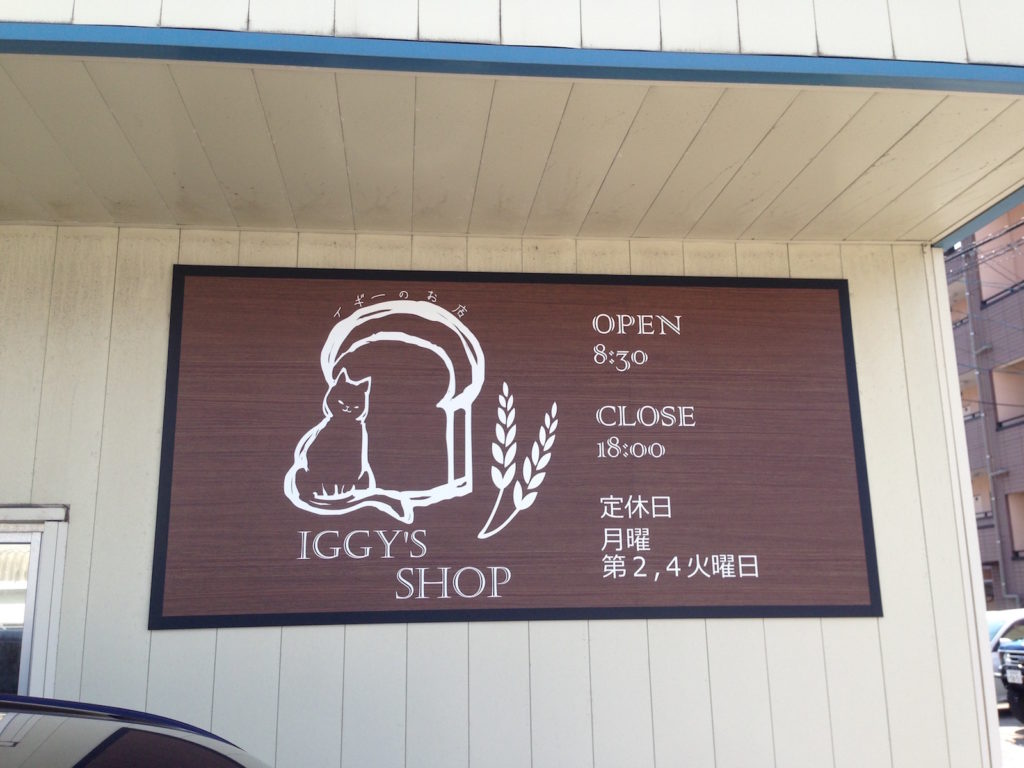 イギーのお店
IGGY'S
SHOP
OPEN
8:30
CLOSE
18:00
定休日
月曜
第2,4火曜日